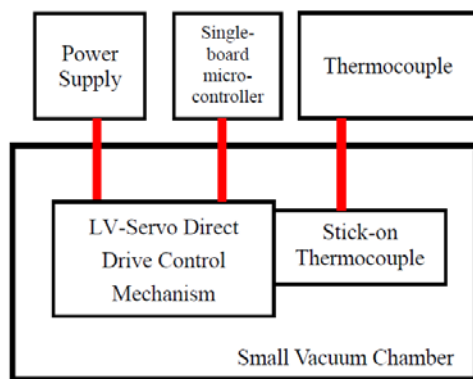 Power
Supply
Single-
board
micro-
controller
Thermocouple
LV-Servo Direct
Drive Control
Mechanism
Stick-on
Thermocouple
Small Vacuum Chamber